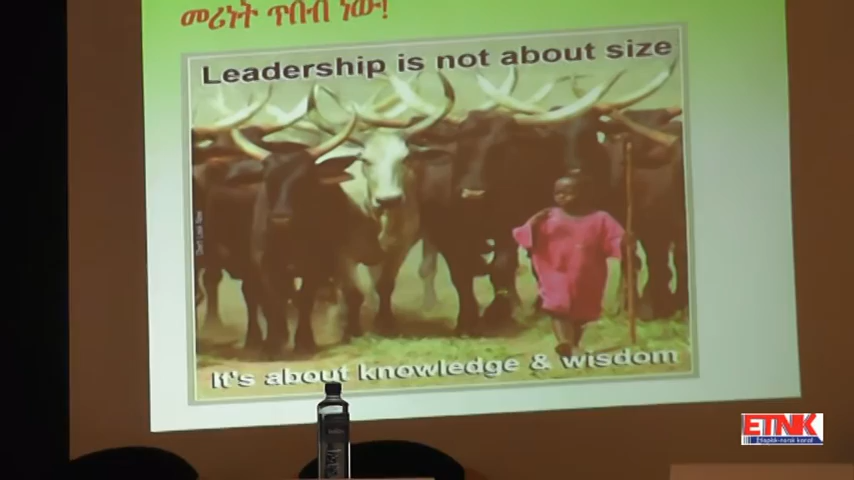 መሪነት ጥበብ ነው!
Leadership is not about size
It's about knowledge & wisdom
ETNK